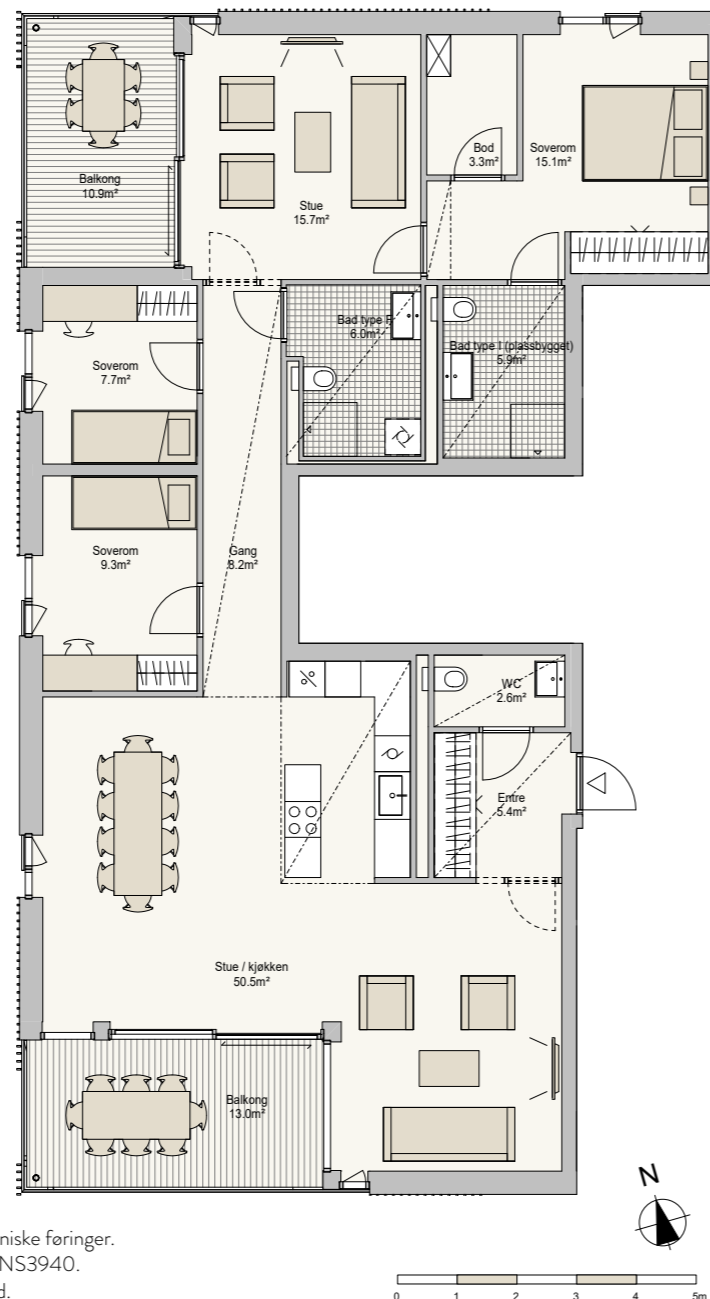 Balkong
10.9m²
Stue
15.7m²
Bod
3.3m²
Soverom
15.1m²
Bad type F
6.0m²
Bad type I (plassbygget)
5.9m²
Soverom
7.7m²
Soverom
9.3m²
Gang
8.2m²
WC
2.6m²
Entre
5.4m²
Stue / kjøkken
50.5m²
Balkong
13.0m²
N
niske føringer.
NS3940.
d.
0 1 2 3 4 5m